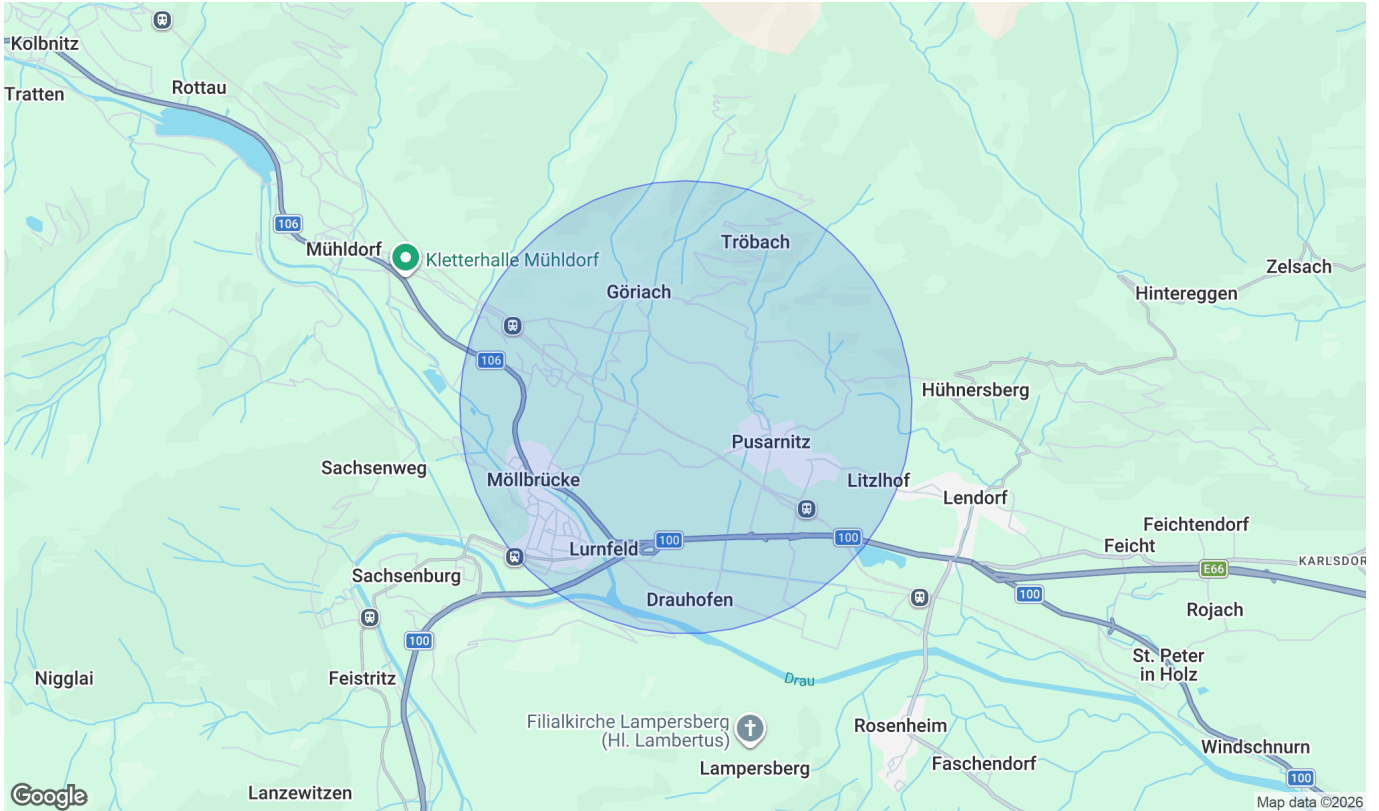 Kolbnitz
Rottau
Tratten
106
Mühldorf
Kletterhalle Mühldorf
Tröbach
Göriach
Zelsach
Hintereggen
106
Hühnersberg
Pusarnitz
Sachsenweg
Möllbrücke
Litzlhof
Lendorf
Feichtendorf
Feicht
100
100
Lurnfeld
KARLSDOR
E66
Sachsenburg
100
Drauhofen
Rojach
100
St. Peter
in Holz
Nigglai
Feistritz
Drau
Filialkirche Lampersberg
(Hl. Lambertus)
Rosenheim
Windschnurn
Lampersberg
Faschendorf
100
Lanzewitzen
Google
Map data ©2026